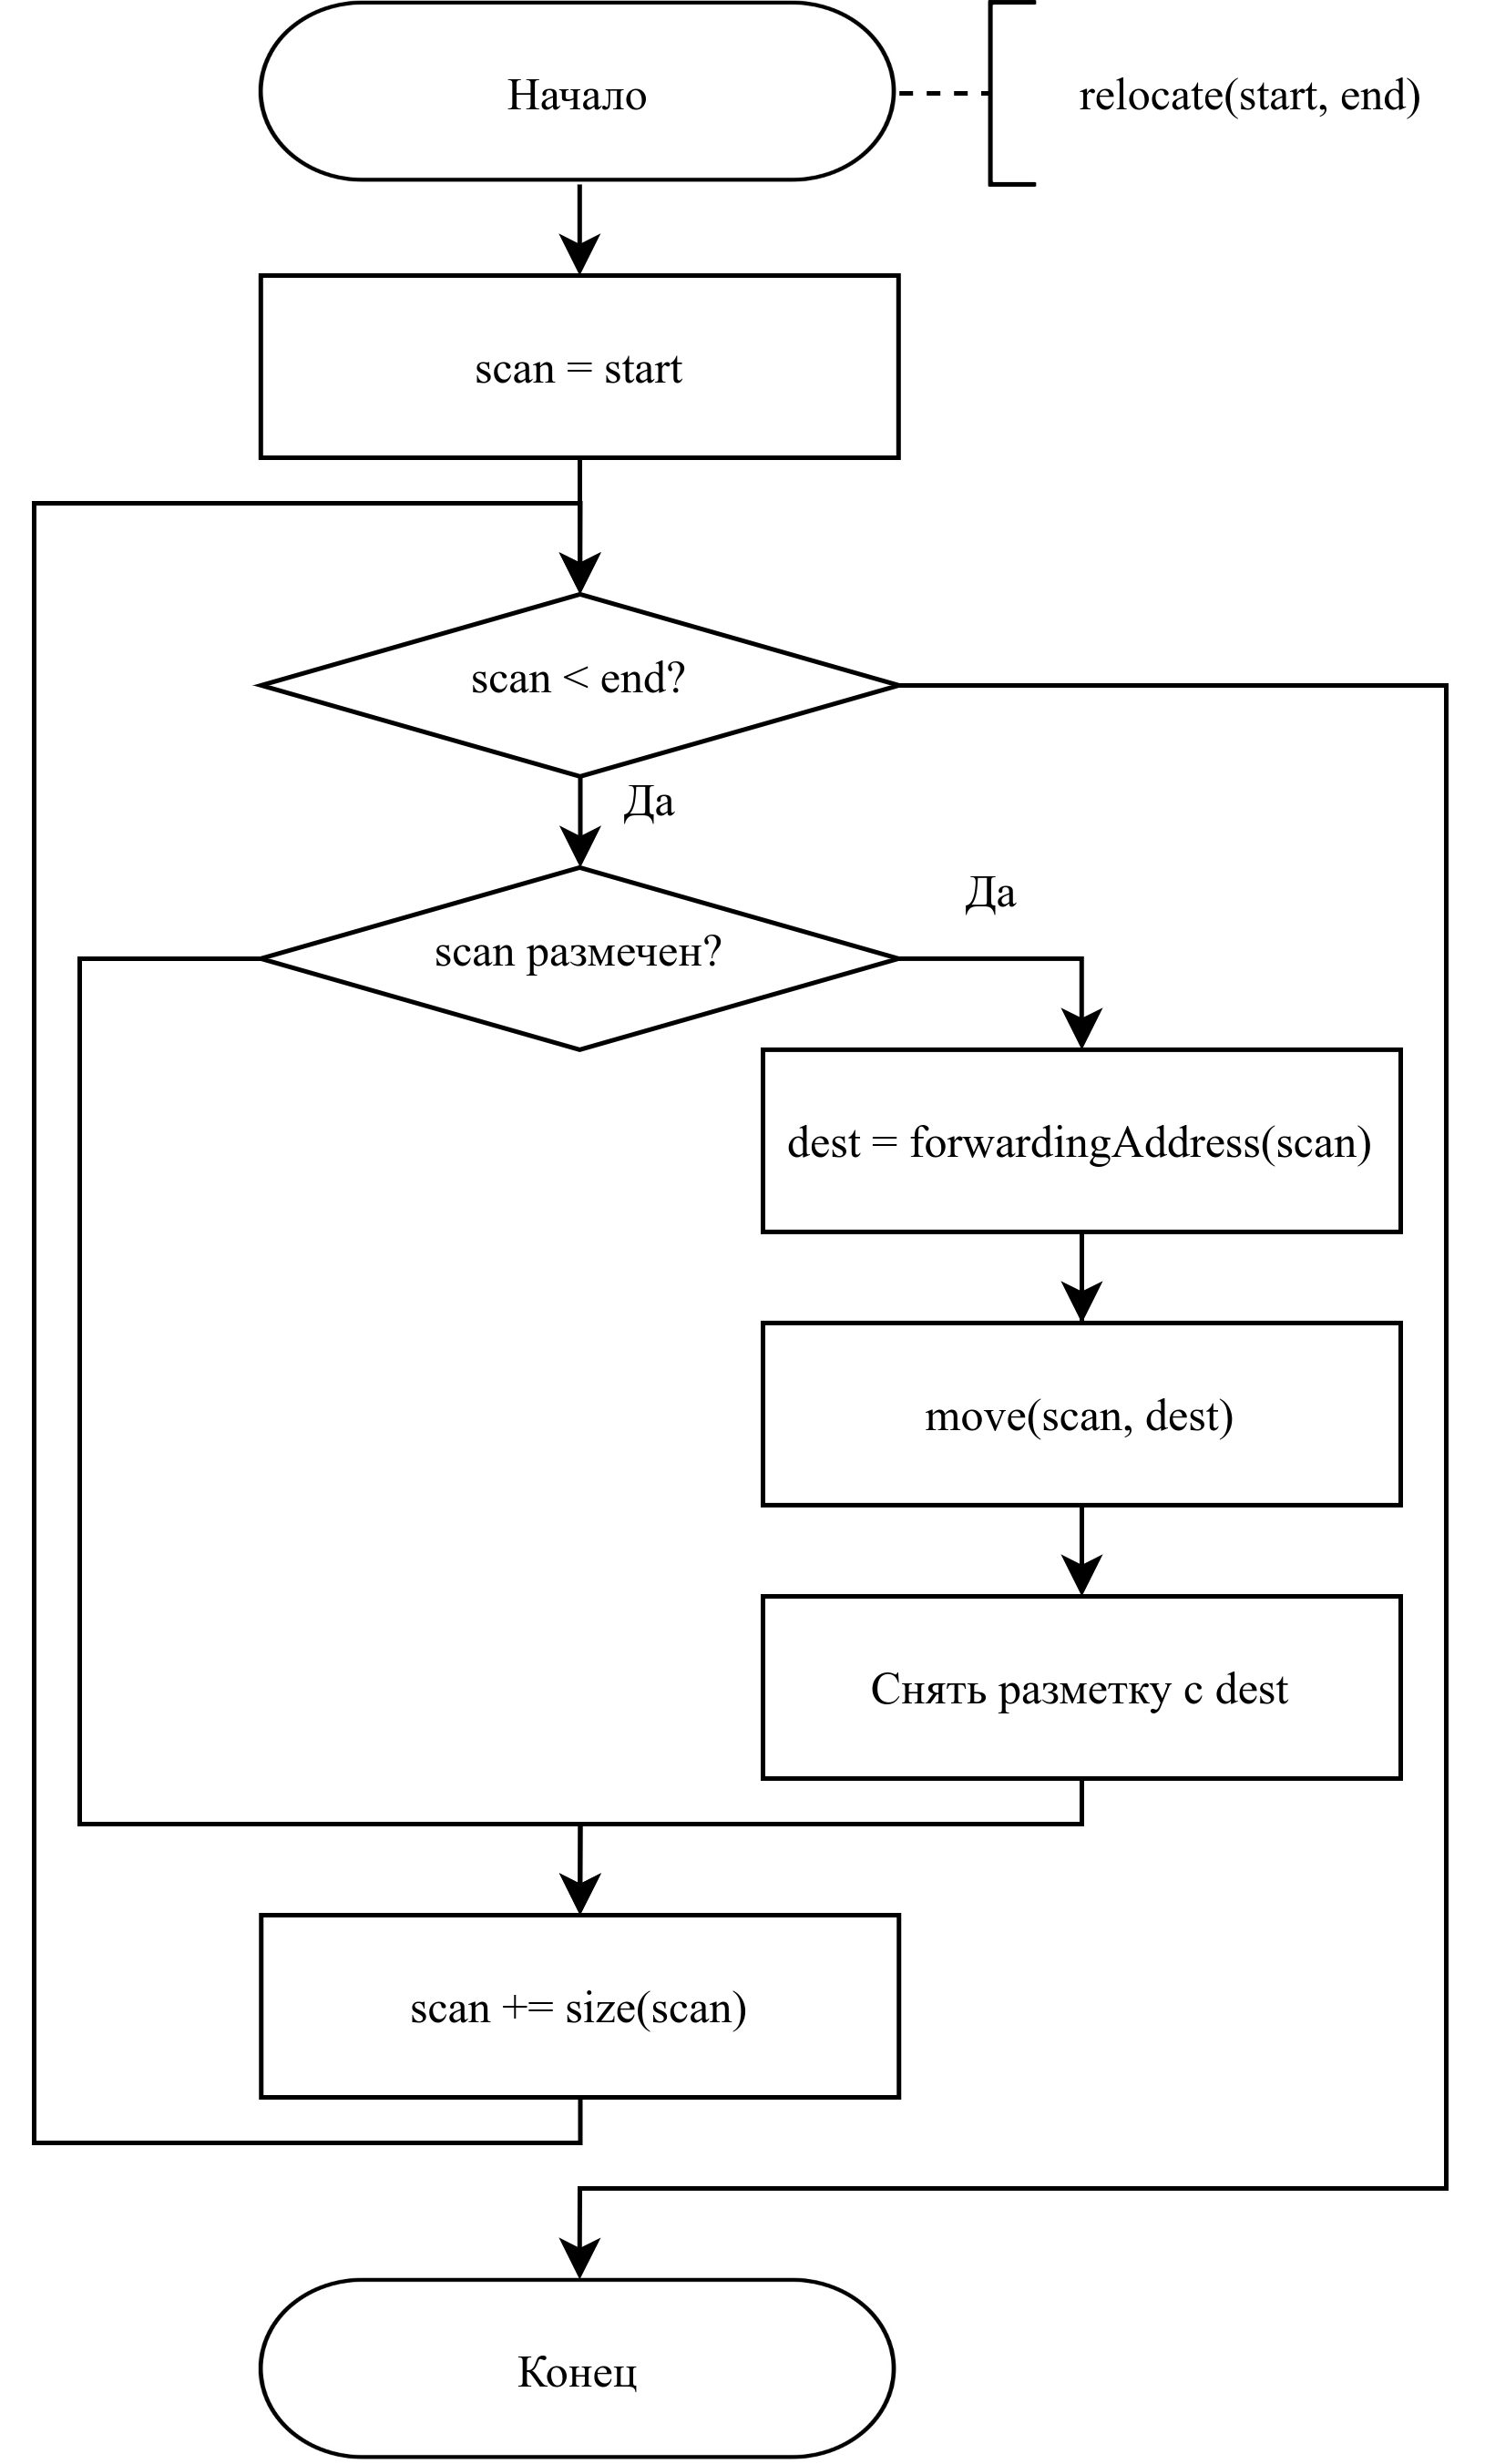 Начало
relocate(start, end)
scan = start
scan < end?
Да
Да
scan размечен?
dest = forwardingAddress(scan)
move(scan, dest)
Снять разметку с dest
scan += size(scan)
Конец